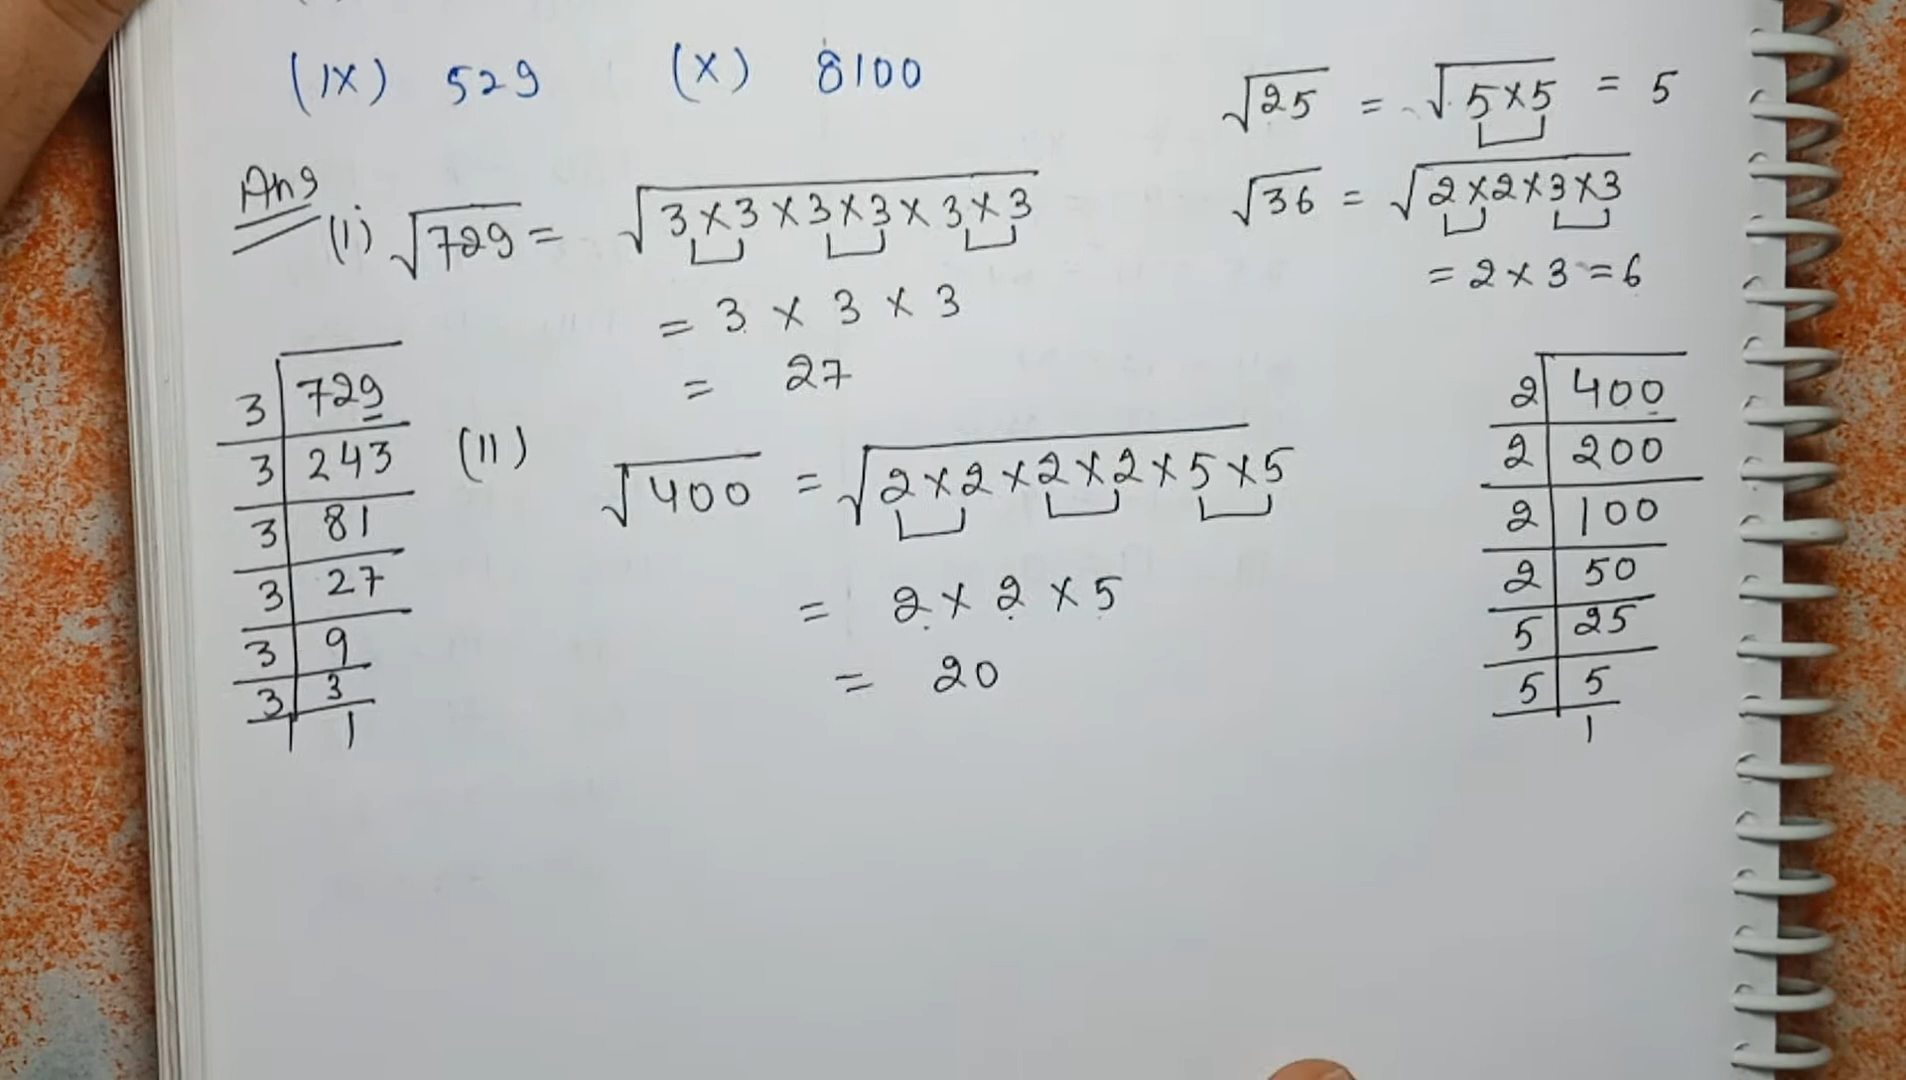 (IX) 529 (X) 8100
√25 = √5×5 = 5
√36 = √2×2×3×3
= 2 × 3 = 6
Ans
(I) √729 = √3×3×3×3×3×3
= 3 × 3 × 3
= 27
3 | 729
3 | 243
3 | 81
3 | 27
3 | 9
3 | 3
1
(II) √400 = √2×2×2×2×5×5
= 2 × 2 × 5
= 20
2 | 400
2 | 200
2 | 100
2 | 50
5 | 25
5 | 5
1